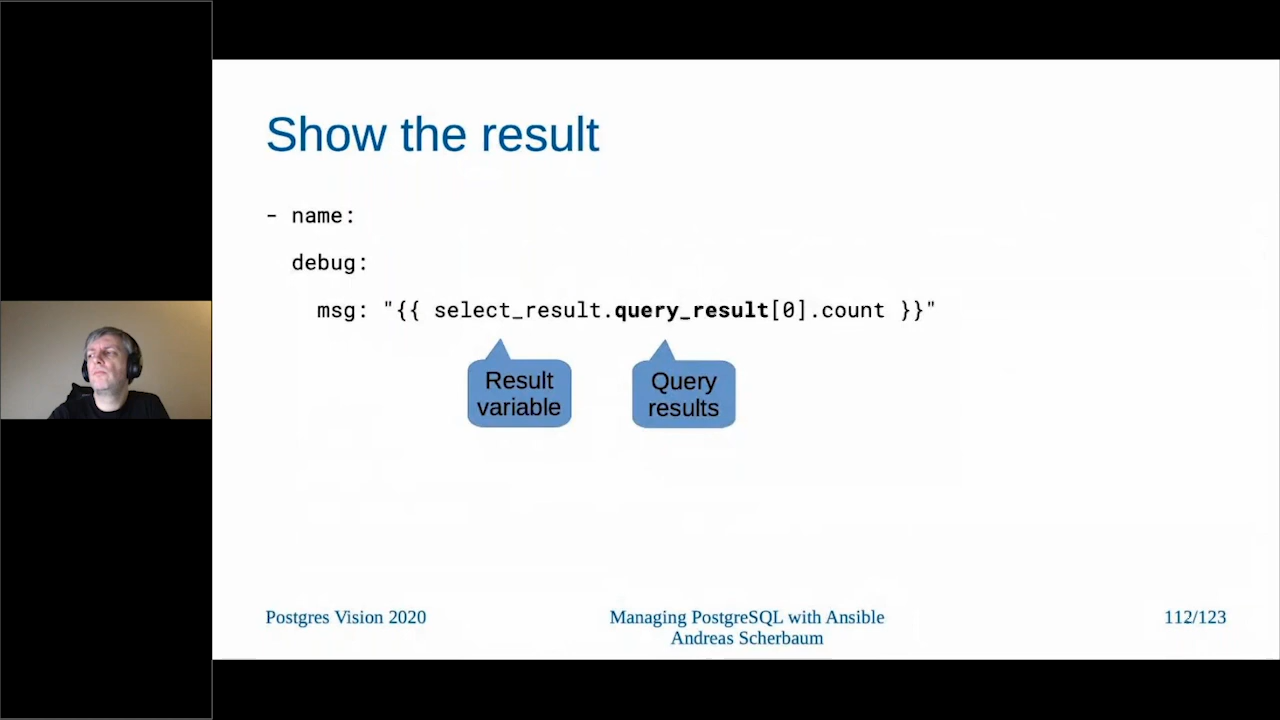 Show the result
- name:
debug:
msg: "{{ select_result.query_result[0].count }}"
Result
variable
Query
results
Postgres Vision 2020
Managing PostgreSQL with Ansible
Andreas Scherbaum
112/123